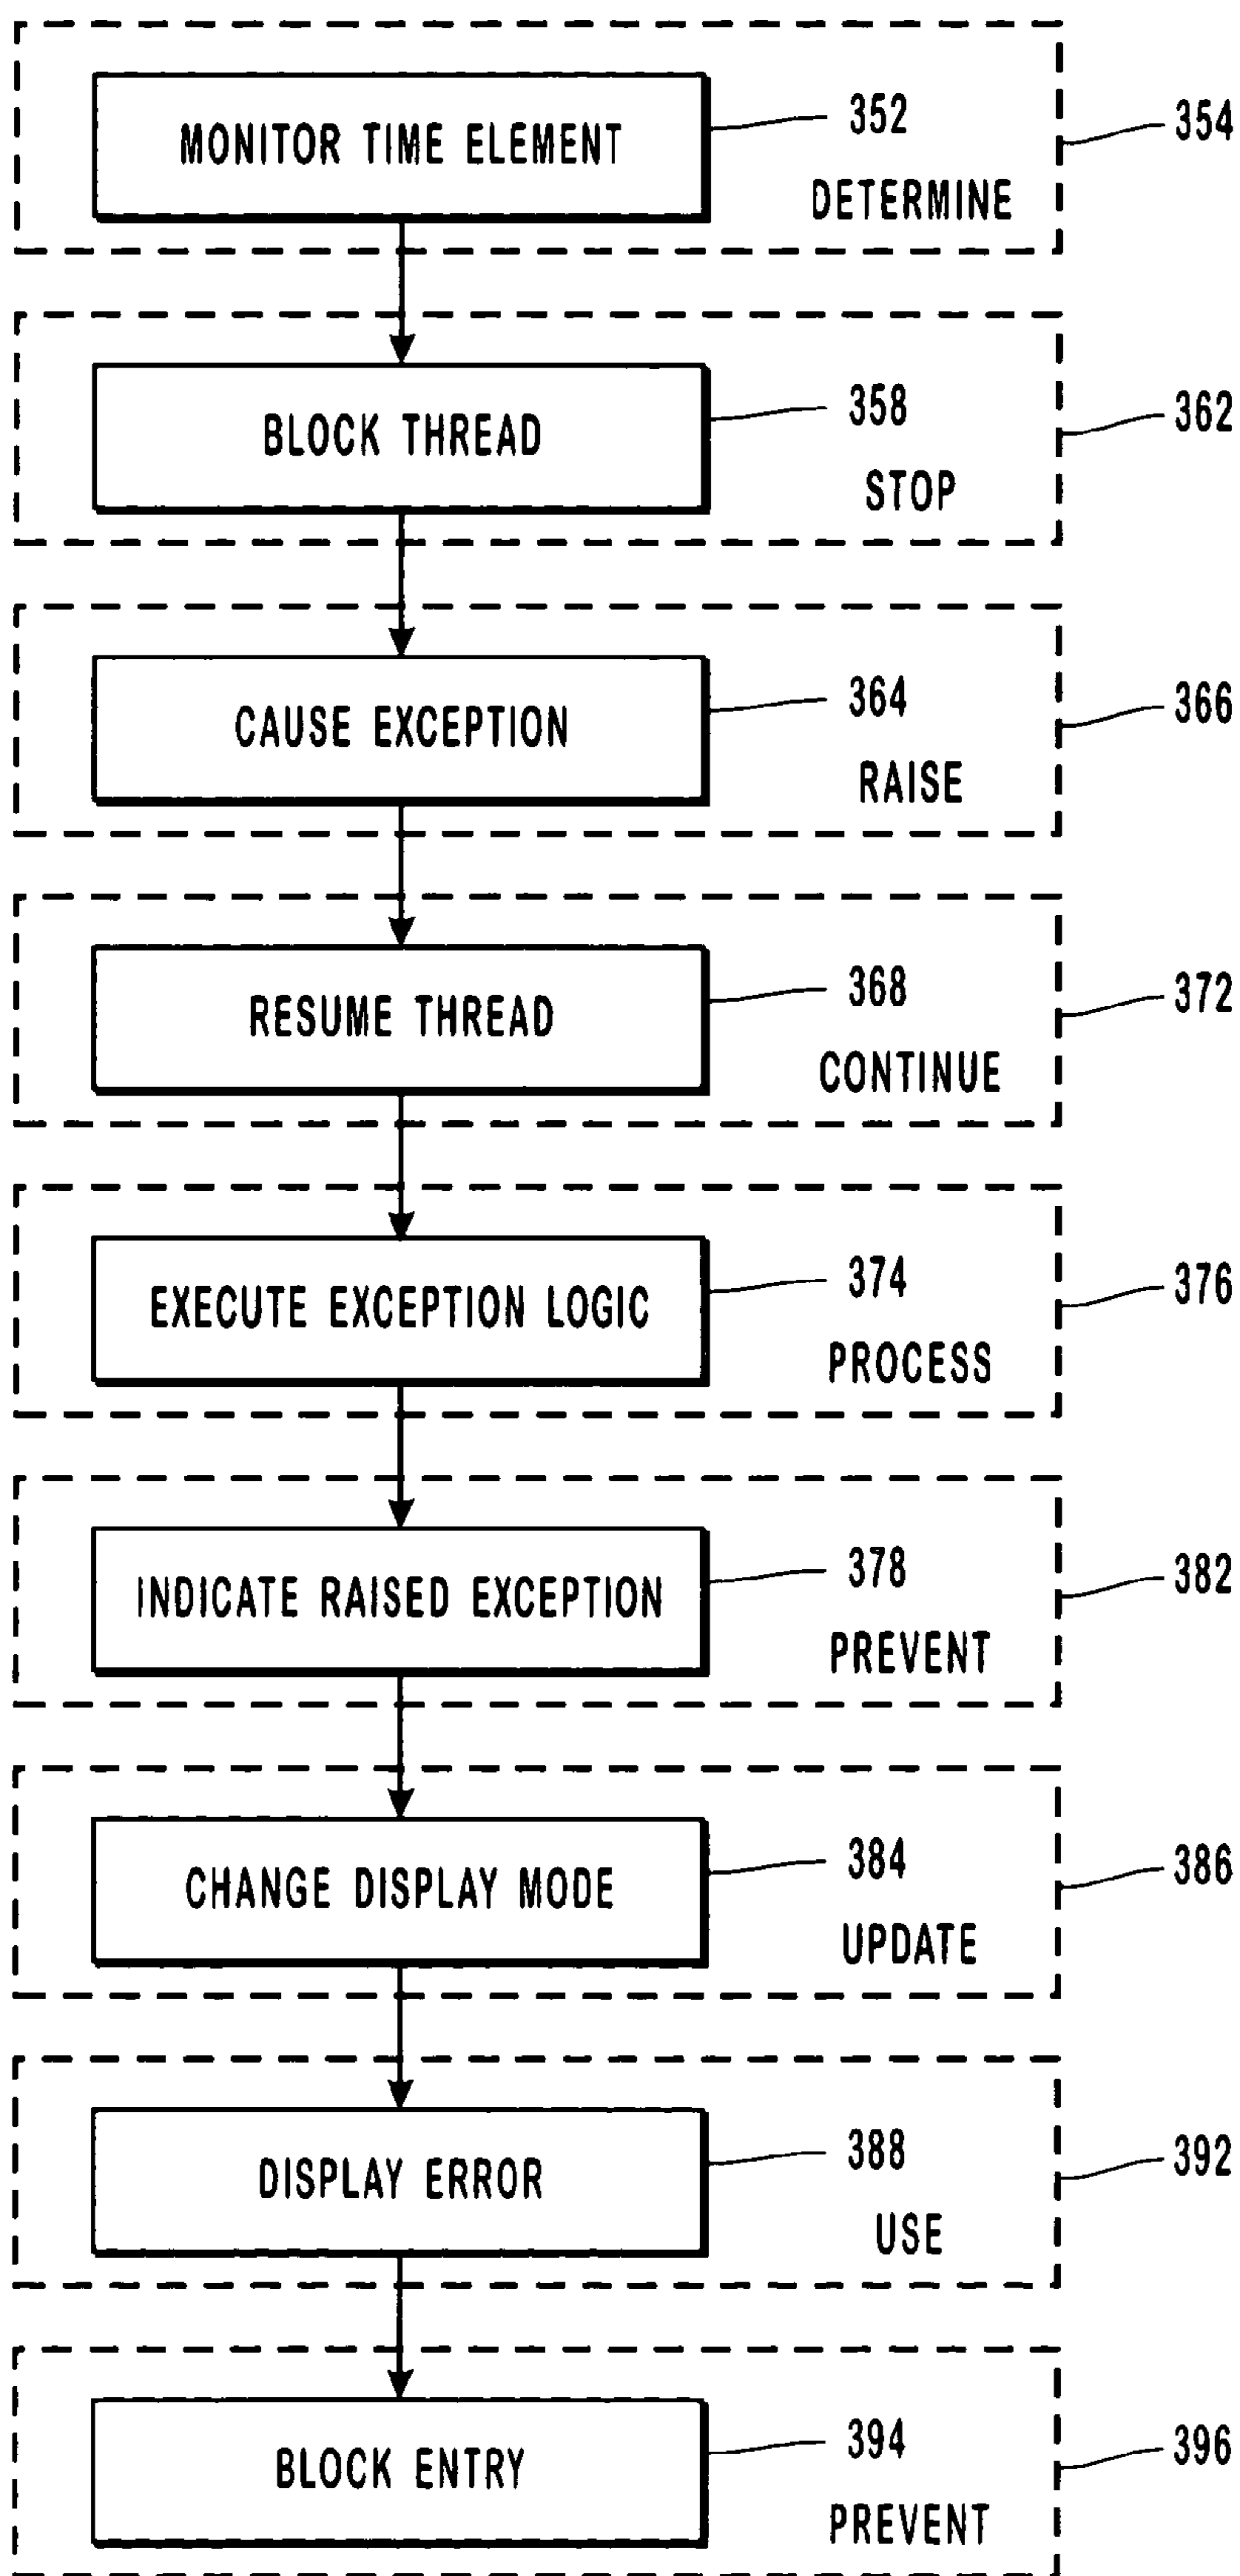 MONITOR TIME ELEMENT
352
DETERMINE
354
BLOCK THREAD
358
STOP
362
CAUSE EXCEPTION
364
RAISE
366
RESUME THREAD
368
CONTINUE
372
EXECUTE EXCEPTION LOGIC
374
PROCESS
376
INDICATE RAISED EXCEPTION
378
PREVENT
382
CHANGE DISPLAY MODE
384
UPDATE
386
DISPLAY ERROR
388
USE
392
BLOCK ENTRY
394
PREVENT
396